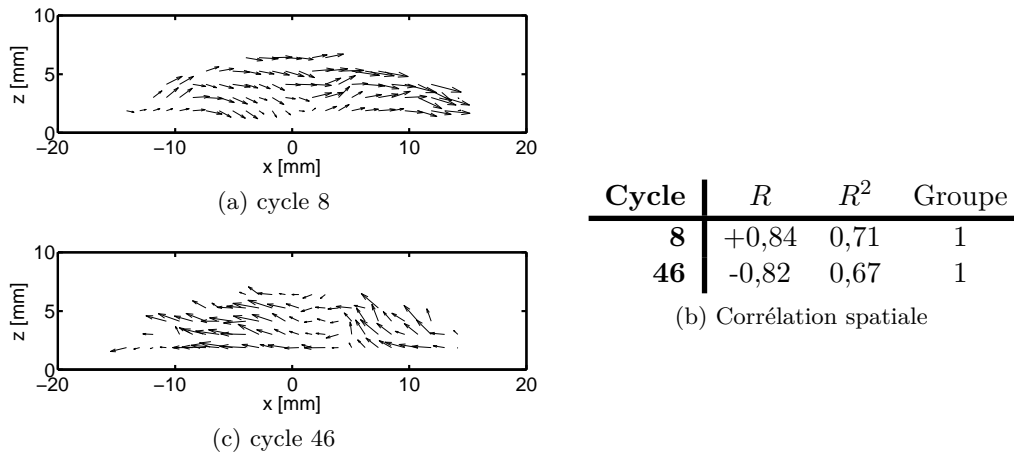 10
5
0
z [mm]
−20 −10 0 10 20
x [mm]
(a) cycle 8
10
5
0
z [mm]
−20 −10 0 10 20
x [mm]
(c) cycle 46
Cycle R R² Groupe
8 +0,84 0,71 1
46 -0,82 0,67 1
(b) Corrélation spatiale